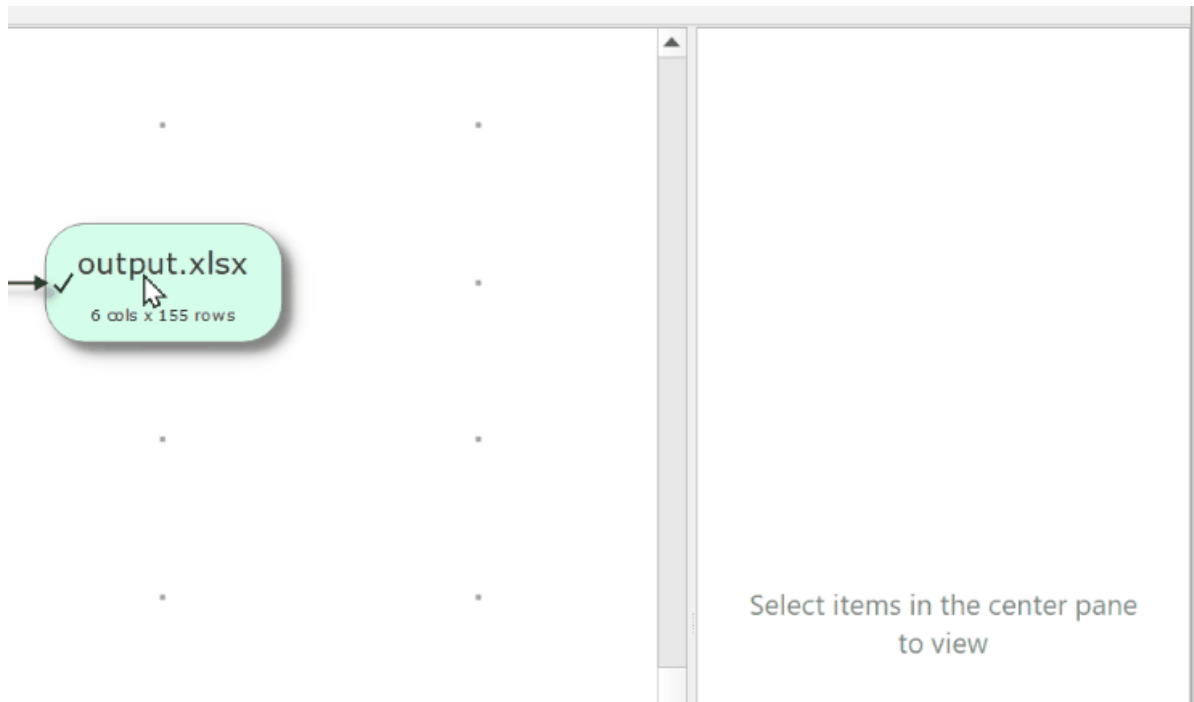 output.xlsx
6 cols x 155 rows
Select items in the center pane
to view